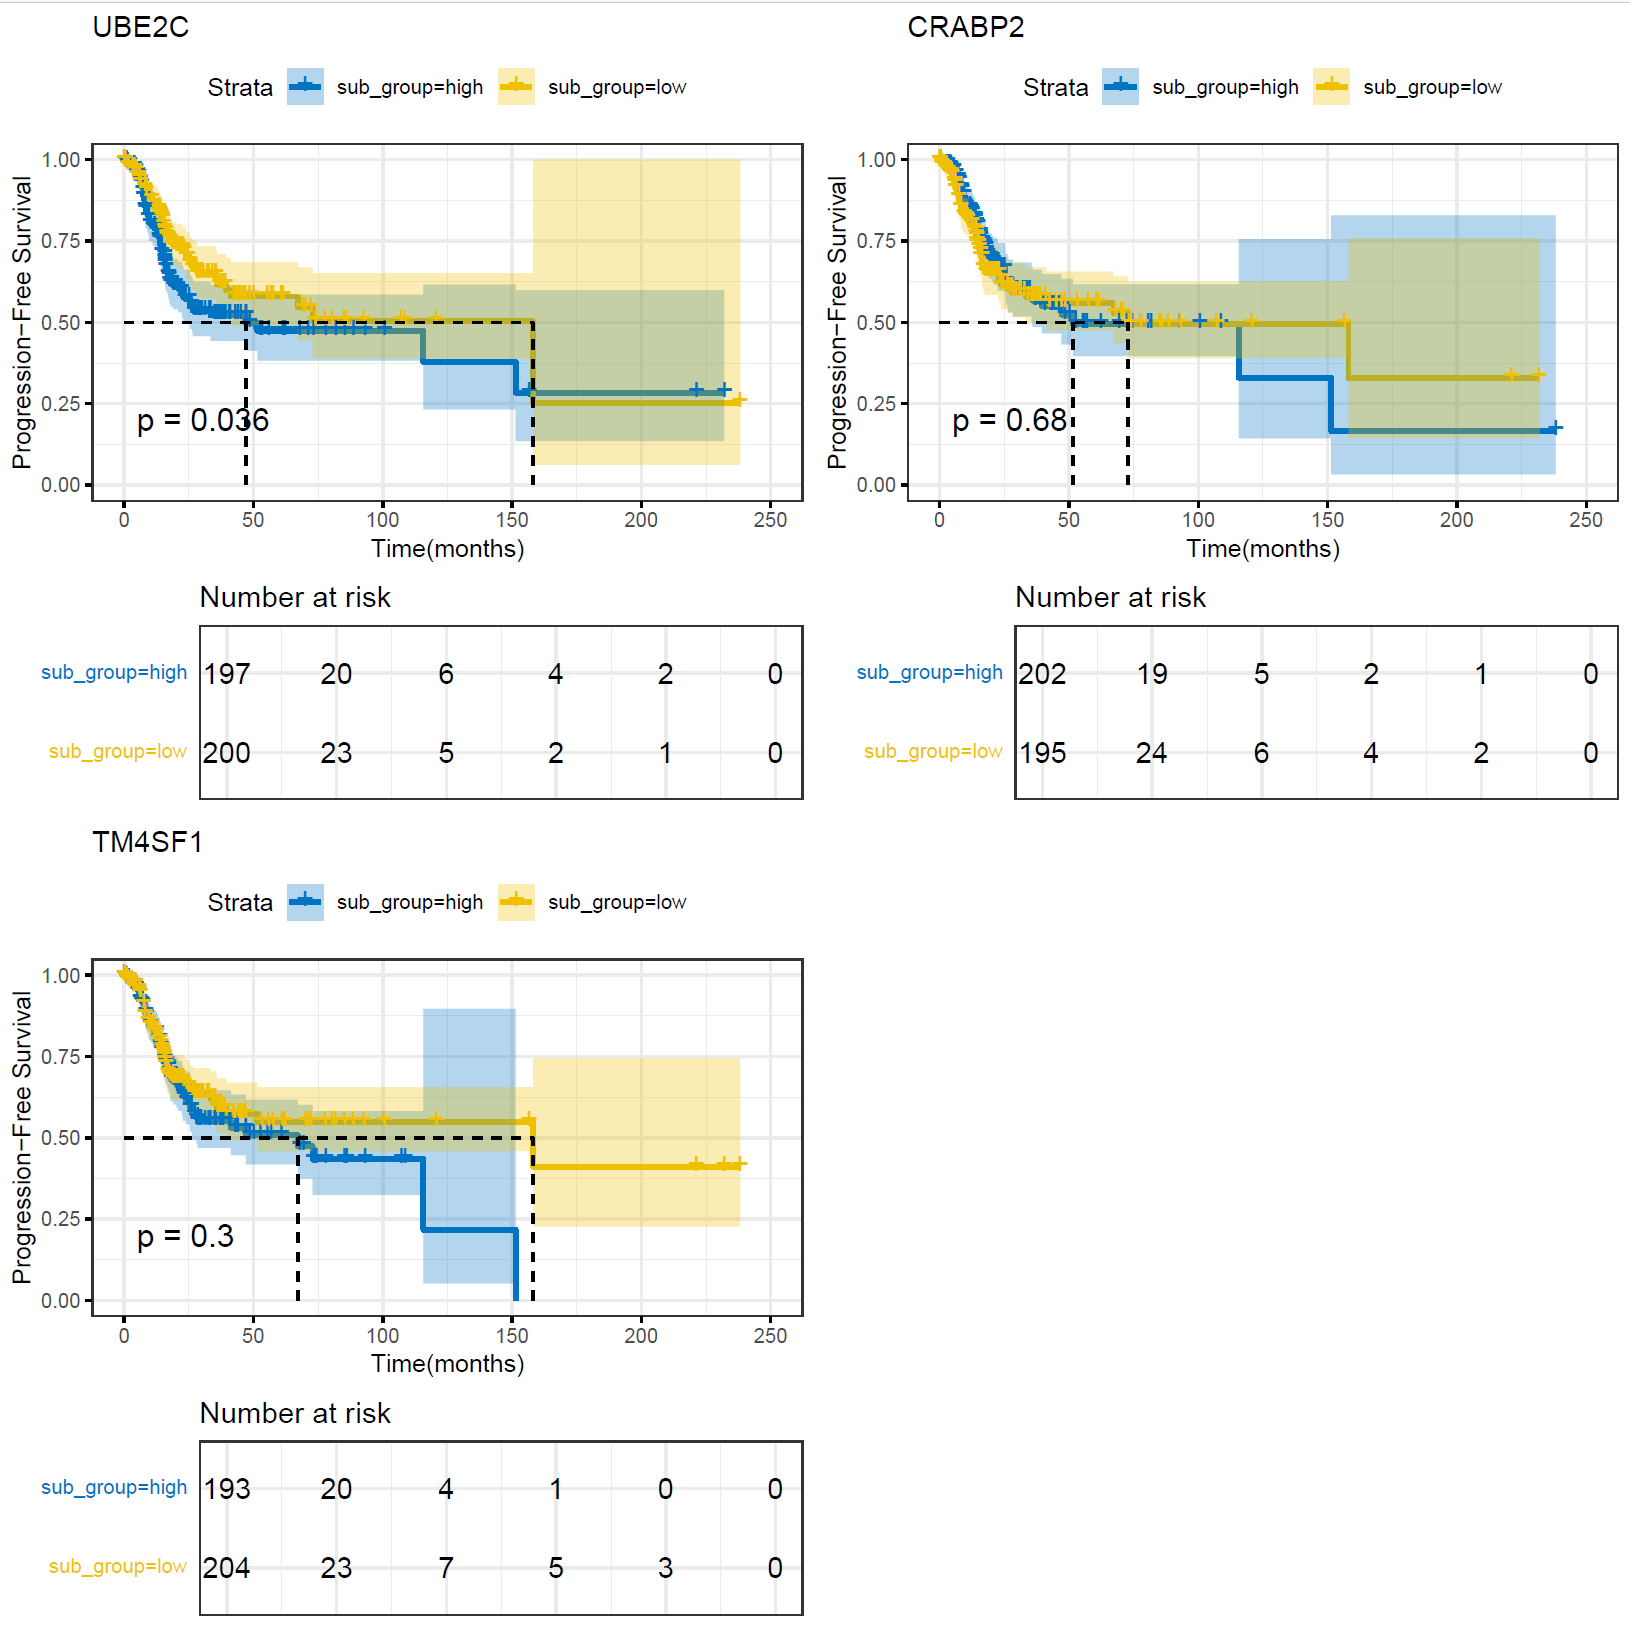 UBE2C
Strata sub_group=high sub_group=low
Progression−Free Survival
1.00
0.75
0.50
0.25
0.00
p = 0.036
0 50 100 150 200 250
Time(months)
Number at risk
sub_group=high 197 20 6 4 2 0
sub_group=low 200 23 5 2 1 0
CRABP2
Strata sub_group=high sub_group=low
Progression−Free Survival
1.00
0.75
0.50
0.25
0.00
p = 0.68
0 50 100 150 200 250
Time(months)
Number at risk
sub_group=high 202 19 5 2 1 0
sub_group=low 195 24 6 4 2 0
TM4SF1
Strata sub_group=high sub_group=low
Progression−Free Survival
1.00
0.75
0.50
0.25
0.00
p = 0.3
0 50 100 150 200 250
Time(months)
Number at risk
sub_group=high 193 20 4 1 0 0
sub_group=low 204 23 7 5 3 0